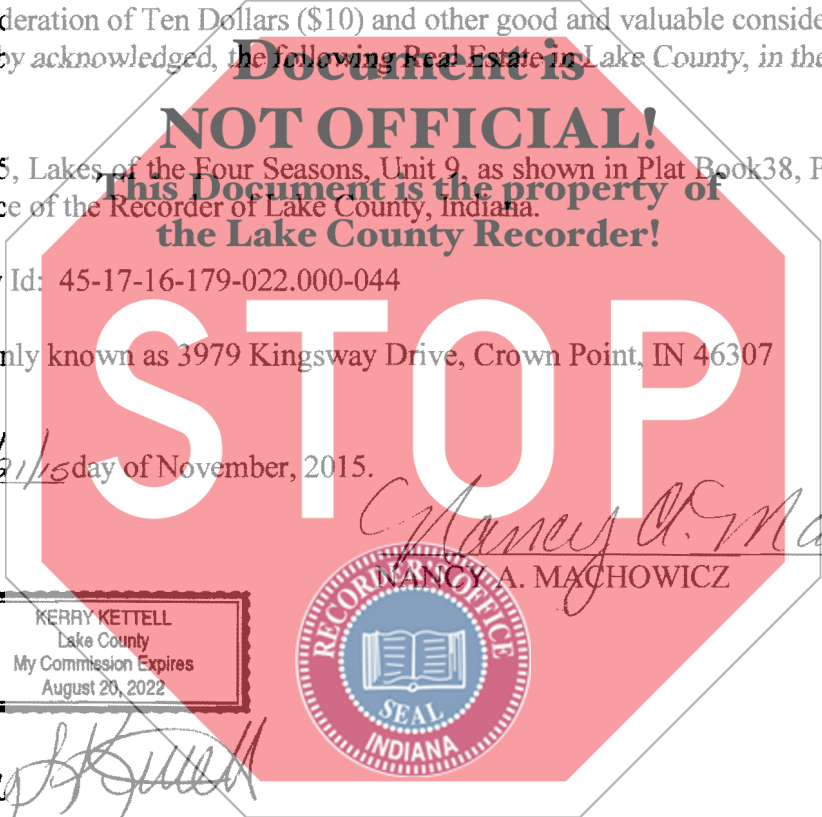 deration of Ten Dollars ($10) and other good and valuable conside
by acknowledged, the following Real Estate in Lake County, in the
Document is
NOT OFFICIAL!
5, Lakes of the Four Seasons, Unit 9, as shown in Plat Book38, P
This Document is the property of
ce of the Recorder of Lake County, Indiana.
the Lake County Recorder!
Id: 45-17-16-179-022.000-044
STOP
nly known as 3979 Kingsway Drive, Crown Point, IN 46307
21/15 day of November, 2015.
Nancy A. Ma
NANCY A. MACHOWICZ
RECORDER'S OFFICE
SEAL
INDIANA
KERRY KETTELL
Lake County
My Commission Expires
August 20, 2022